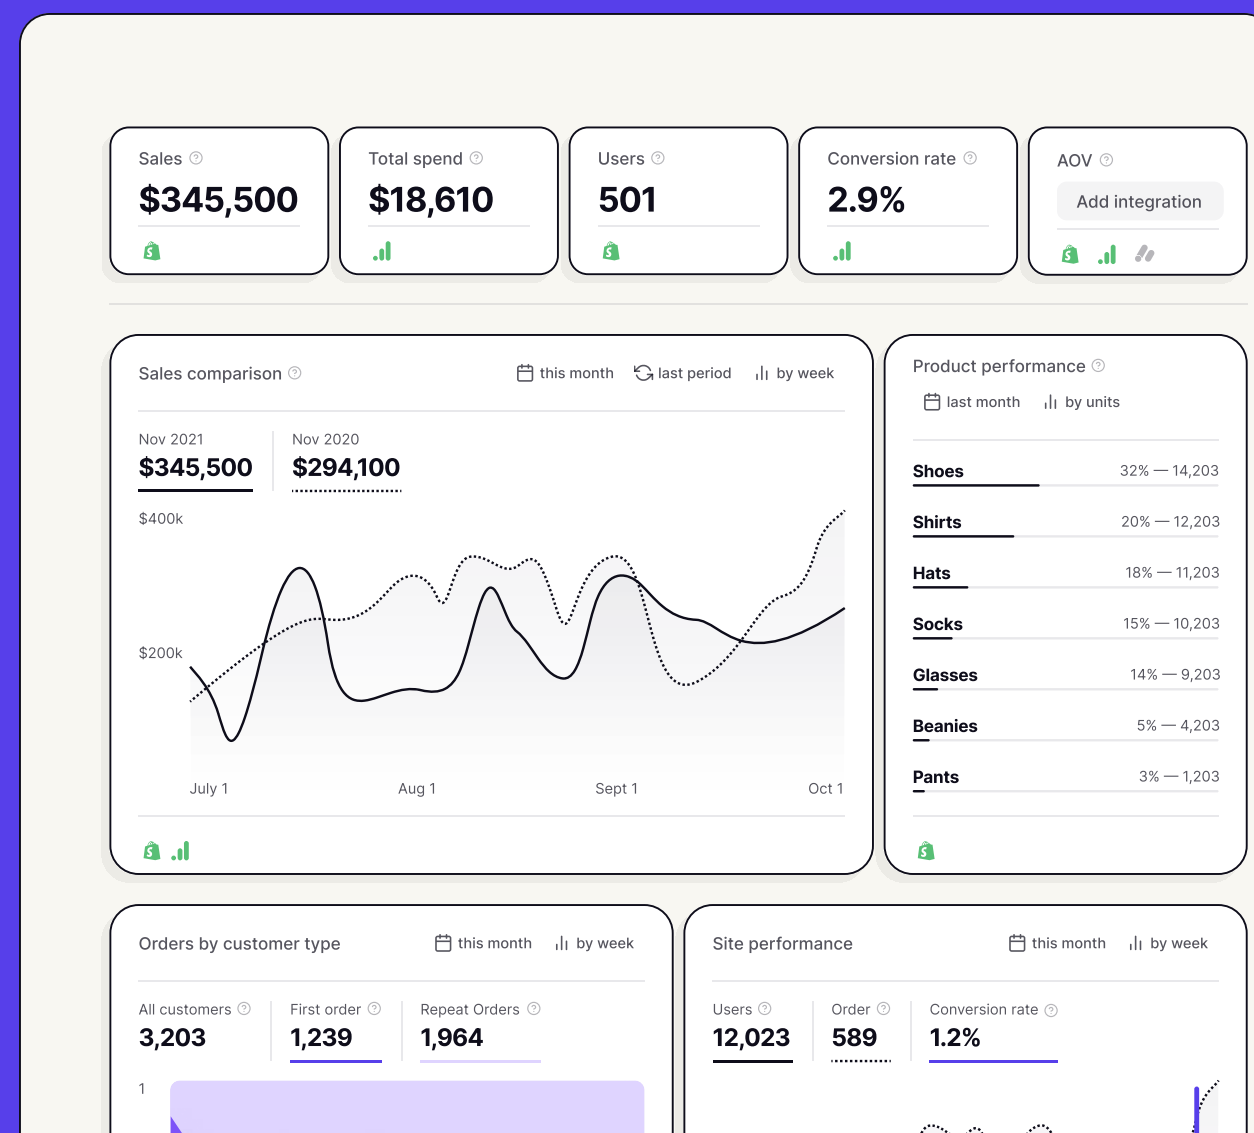 Sales
$345,500
Total spend
$18,610
Users
501
Conversion rate
2.9%
AOV
Add integration
Sales comparison
this month
last period
by week
Nov 2021
$345,500
Nov 2020
$294,100
$400k
$200k
July 1
Aug 1
Sept 1
Oct 1
Product performance
last month
by units
Shoes
32% — 14,203
Shirts
20% — 12,203
Hats
18% — 11,203
Socks
15% — 10,203
Glasses
14% — 9,203
Beanies
5% — 4,203
Pants
3% — 1,203
Orders by customer type
this month
by week
All customers
3,203
First order
1,239
Repeat Orders
1,964
1
Site performance
this month
by week
Users
12,023
Order
589
Conversion rate
1.2%